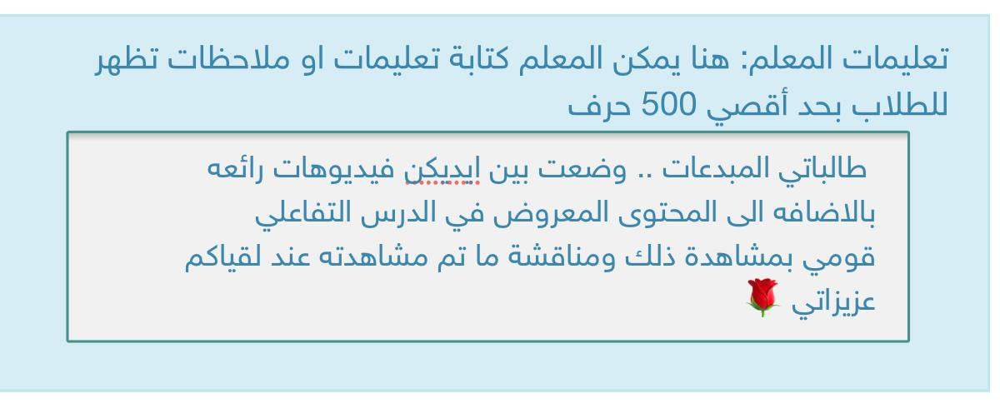 تعليمات المعلم: هنا يمكن المعلم كتابة تعليمات او ملاحظات تظهر
للطلاب بحد أقصي 500 حرف
طالباتي المبدعات .. وضعت بين ايديكن فيديوهات رائعه
بالاضافه الى المحتوى المعروض في الدرس التفاعلي
قومي بمشاهدة ذلك ومناقشة ما تم مشاهدته عند لقياكم
عزيزاتي 🌹